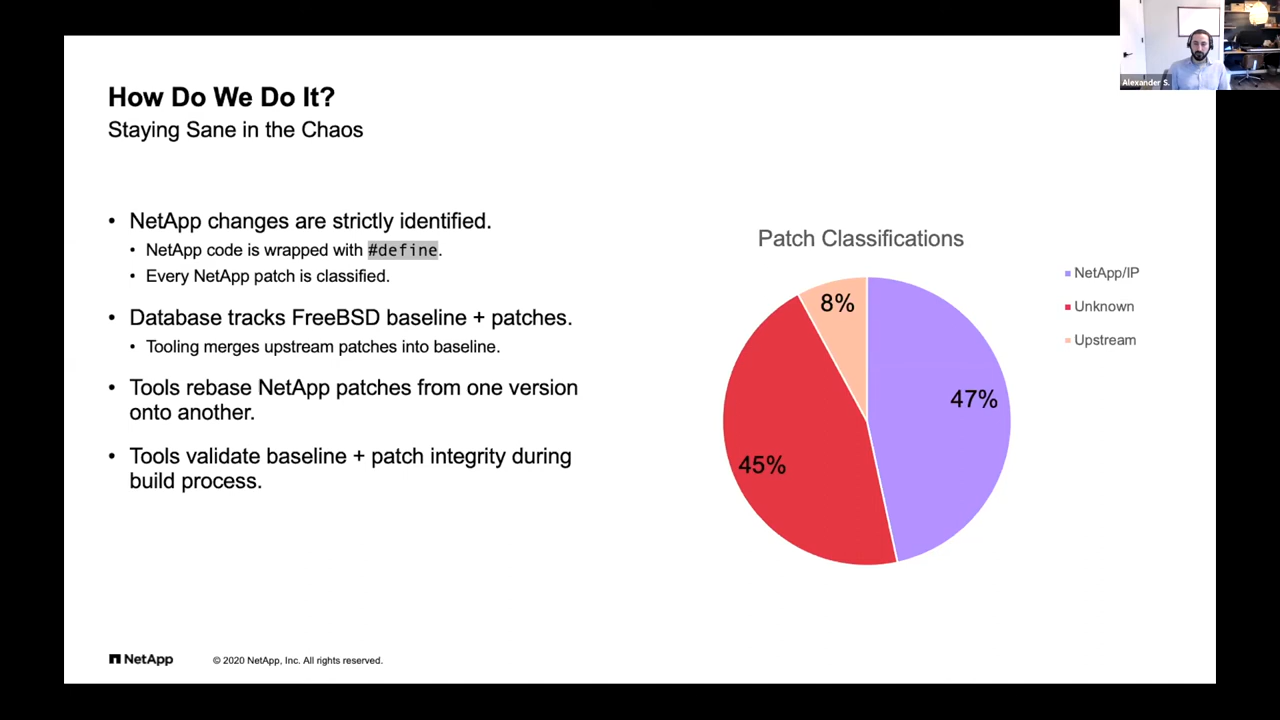 How Do We Do It?
Staying Sane in the Chaos
• NetApp changes are strictly identified.
• NetApp code is wrapped with #define.
• Every NetApp patch is classified.
• Database tracks FreeBSD baseline + patches.
• Tooling merges upstream patches into baseline.
• Tools rebase NetApp patches from one version
onto another.
• Tools validate baseline + patch integrity during
build process.
Patch Classifications
8%
47%
45%
NetApp/IP
Unknown
Upstream
NetApp
© 2020 NetApp, Inc. All rights reserved.
Alexander S.